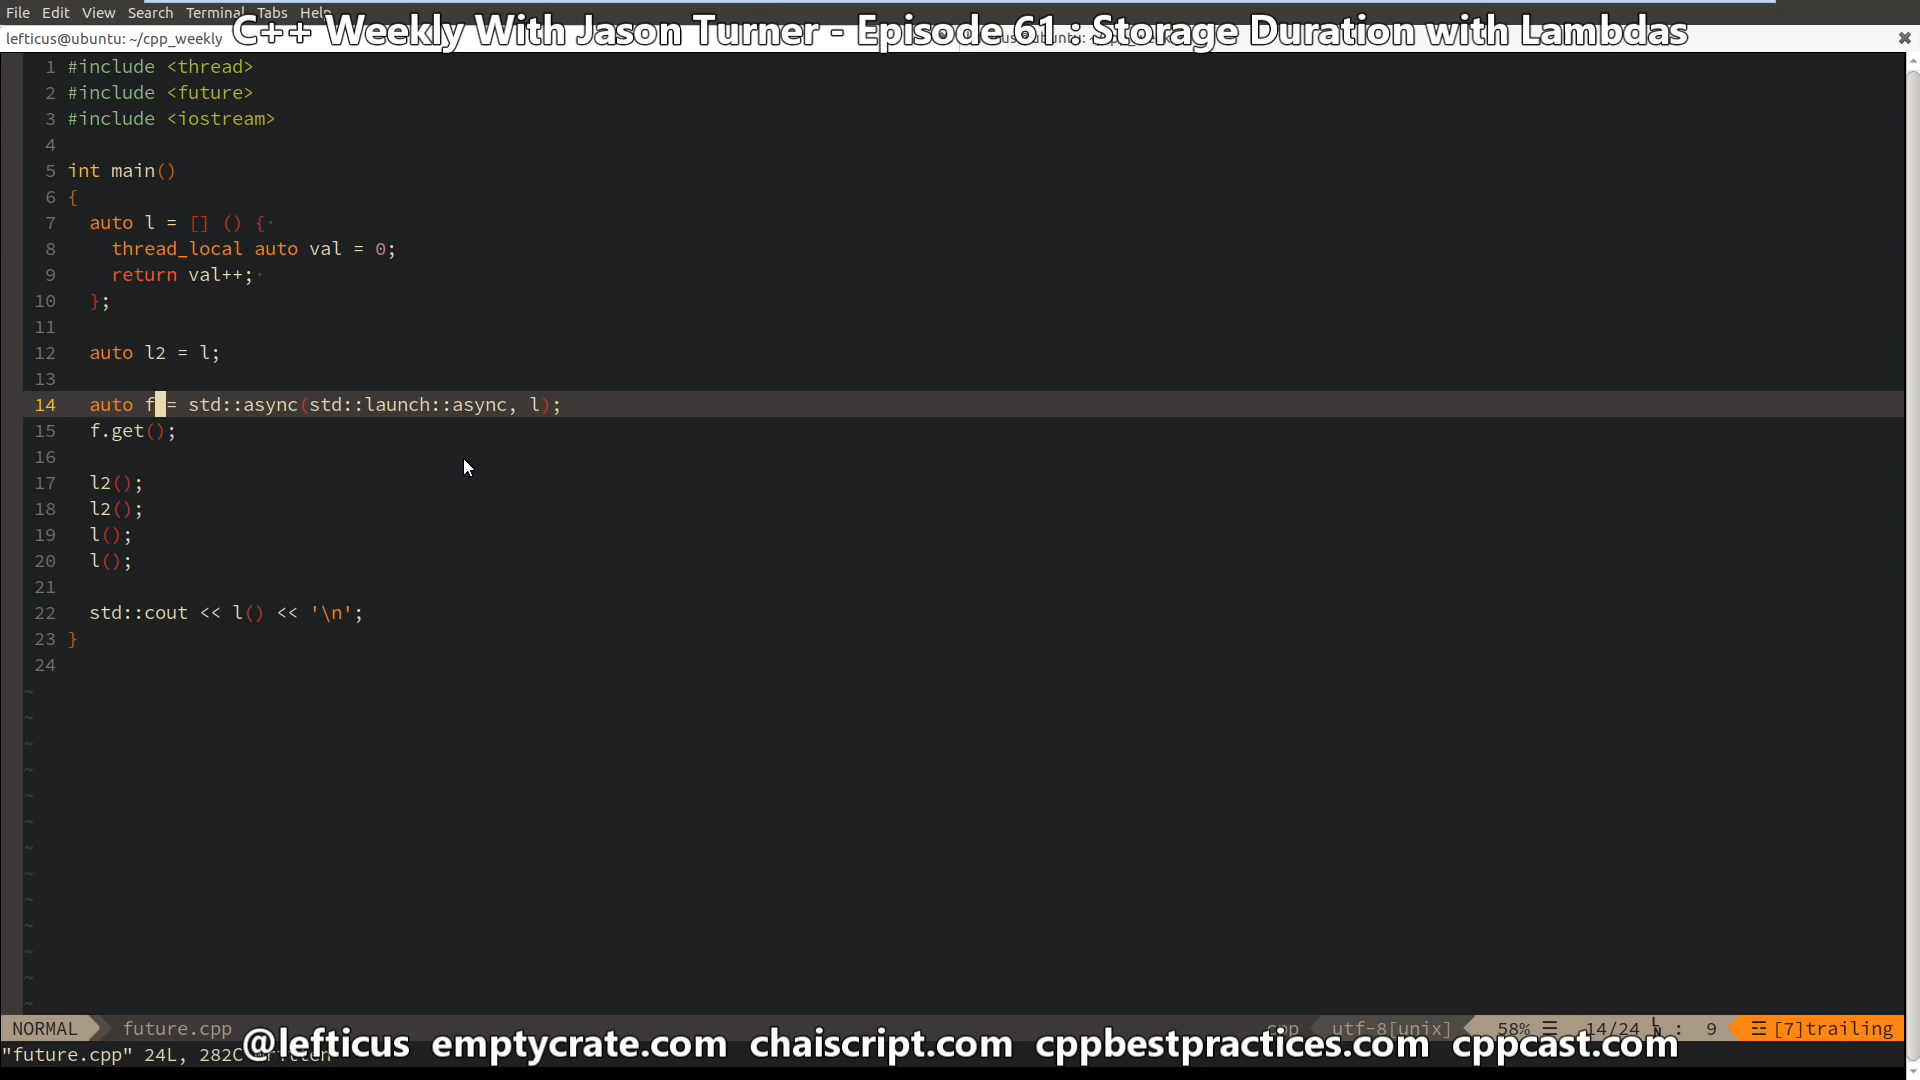 File Edit View Search Terminal Tabs Help
C++ Weekly With Jason Turner - Episode 61 : Storage Duration with Lambdas
lefticus@ubuntu: ~/cpp_weekly
1 #include <thread>
2 #include <future>
3 #include <iostream>
4
5 int main()
6 {
7   auto l = [] () {
8     thread_local auto val = 0;
9     return val++;
10   };
11
12   auto l2 = l;
13
14   auto f = std::async(std::launch::async, l);
15   f.get();
16
17   l2();
18   l2();
19   l();
20   l();
21
22   std::cout << l() << '\n';
23 }
24
NORMAL future.cpp cpp utf-8[unix] 58% ☰ 14/24 : 9 ☲ [7]trailing
@lefticus emptycrate.com chaiscript.com cppbestpractices.com cppcast.com
"future.cpp" 24L, 282C written